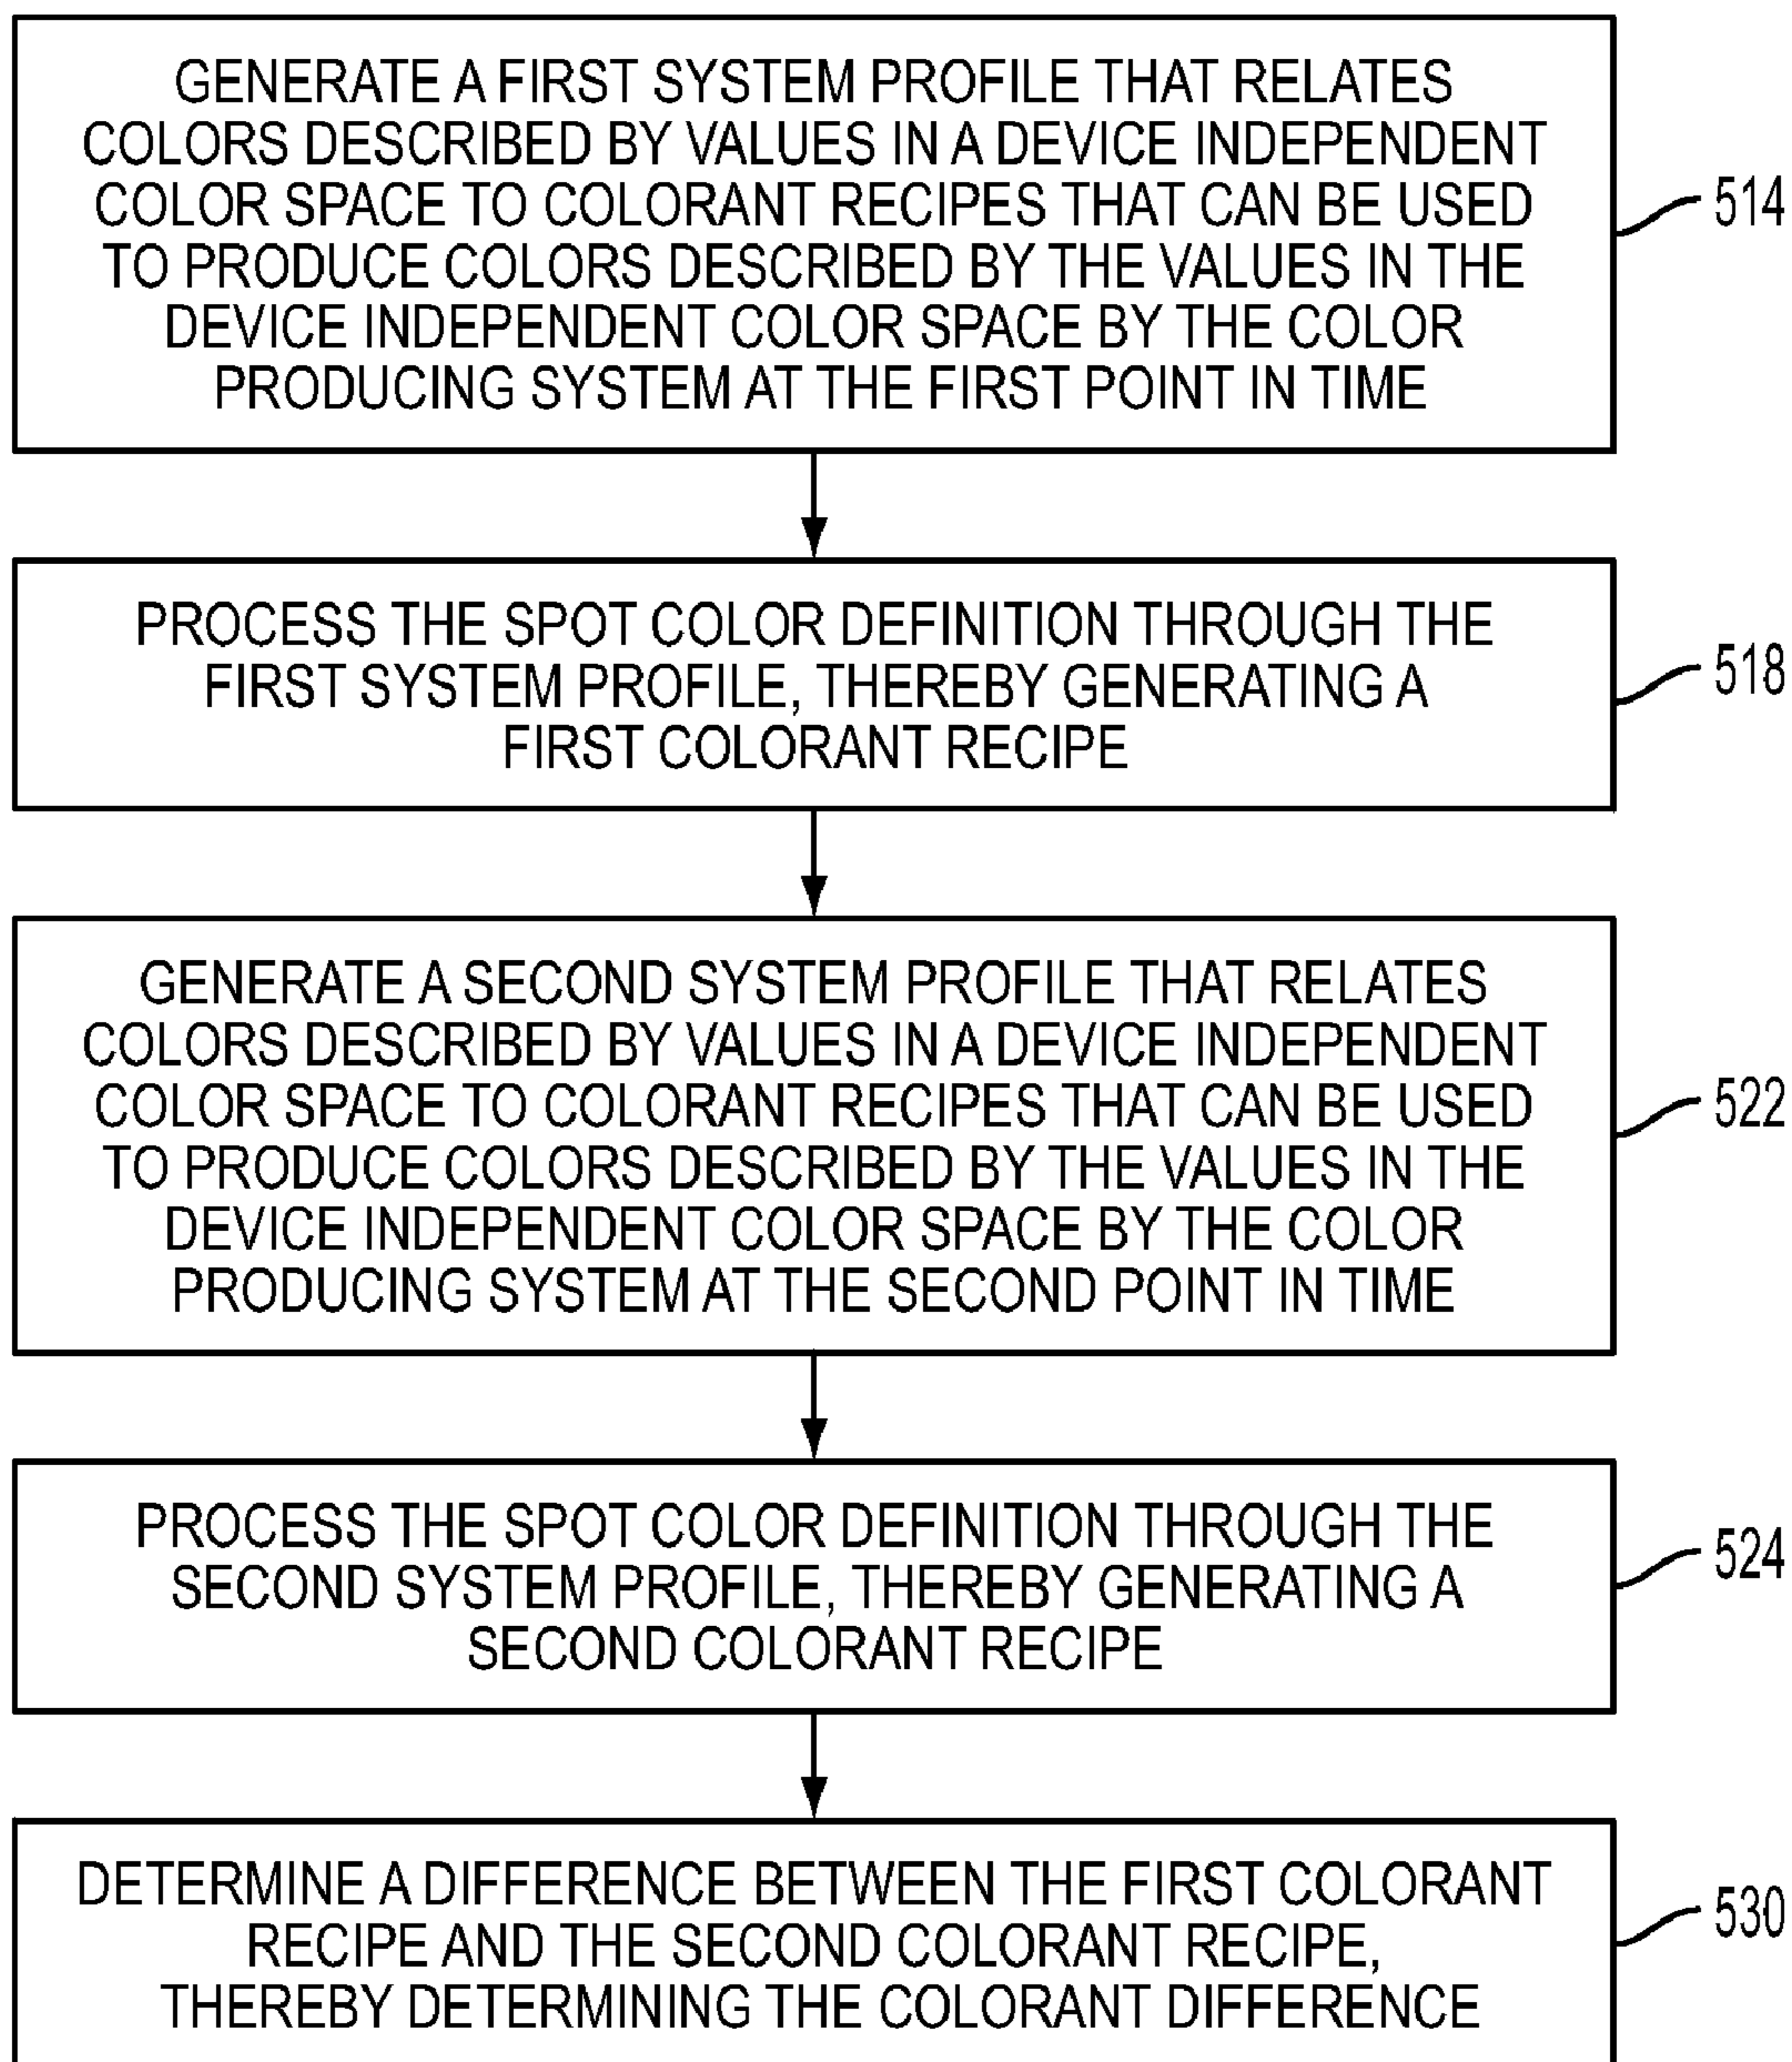 GENERATE A FIRST SYSTEM PROFILE THAT RELATES
COLORS DESCRIBED BY VALUES IN A DEVICE INDEPENDENT
COLOR SPACE TO COLORANT RECIPES THAT CAN BE USED
TO PRODUCE COLORS DESCRIBED BY THE VALUES IN THE
DEVICE INDEPENDENT COLOR SPACE BY THE COLOR
PRODUCING SYSTEM AT THE FIRST POINT IN TIME
514
PROCESS THE SPOT COLOR DEFINITION THROUGH THE
FIRST SYSTEM PROFILE, THEREBY GENERATING A
FIRST COLORANT RECIPE
518
GENERATE A SECOND SYSTEM PROFILE THAT RELATES
COLORS DESCRIBED BY VALUES IN A DEVICE INDEPENDENT
COLOR SPACE TO COLORANT RECIPES THAT CAN BE USED
TO PRODUCE COLORS DESCRIBED BY THE VALUES IN THE
DEVICE INDEPENDENT COLOR SPACE BY THE COLOR
PRODUCING SYSTEM AT THE SECOND POINT IN TIME
522
PROCESS THE SPOT COLOR DEFINITION THROUGH THE
SECOND SYSTEM PROFILE, THEREBY GENERATING A
SECOND COLORANT RECIPE
524
DETERMINE A DIFFERENCE BETWEEN THE FIRST COLORANT
RECIPE AND THE SECOND COLORANT RECIPE,
THEREBY DETERMINING THE COLORANT DIFFERENCE
530